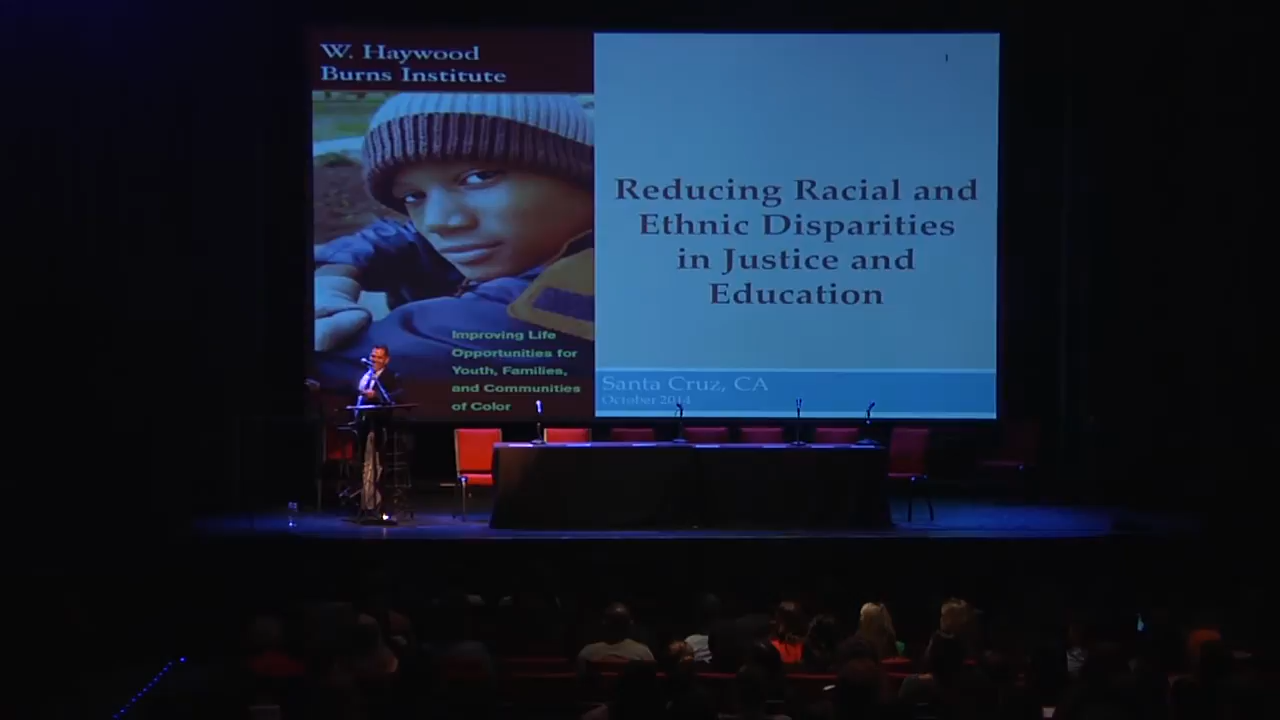 W. Haywood
Burns Institute
Improving Life
Opportunities for
Youth, Families,
and Communities
of Color
Reducing Racial and
Ethnic Disparities
in Justice and
Education
Santa Cruz, CA
October 2014